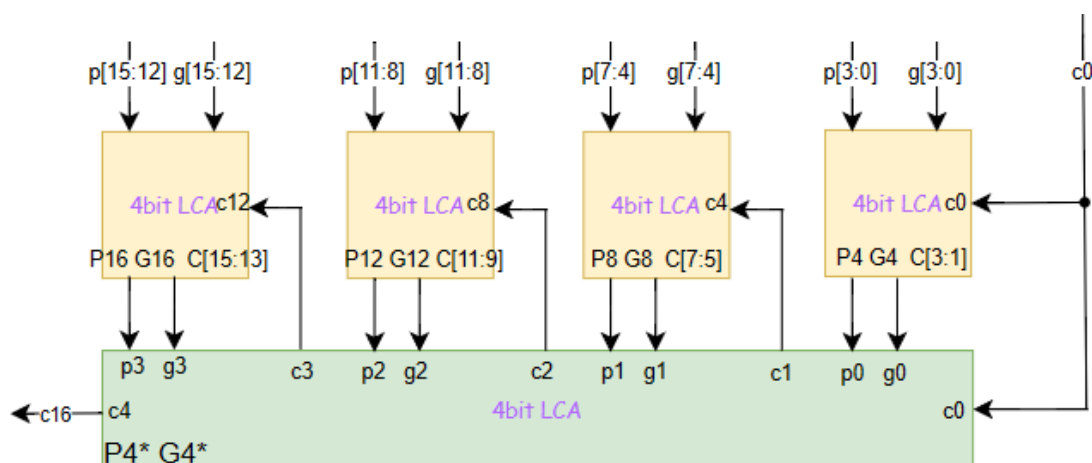 p[15:12] g[15:12] p[11:8] g[11:8] p[7:4] g[7:4] p[3:0] g[3:0] c0
4bit LCA c12 4bit LCA c8 4bit LCA c4 4bit LCA c0
P16 G16 C[15:13] P12 G12 C[11:9] P8 G8 C[7:5] P4 G4 C[3:1]
p3 g3 c3 p2 g2 c2 p1 g1 c1 p0 g0
c16 c4 4bit LCA c0
P4* G4*